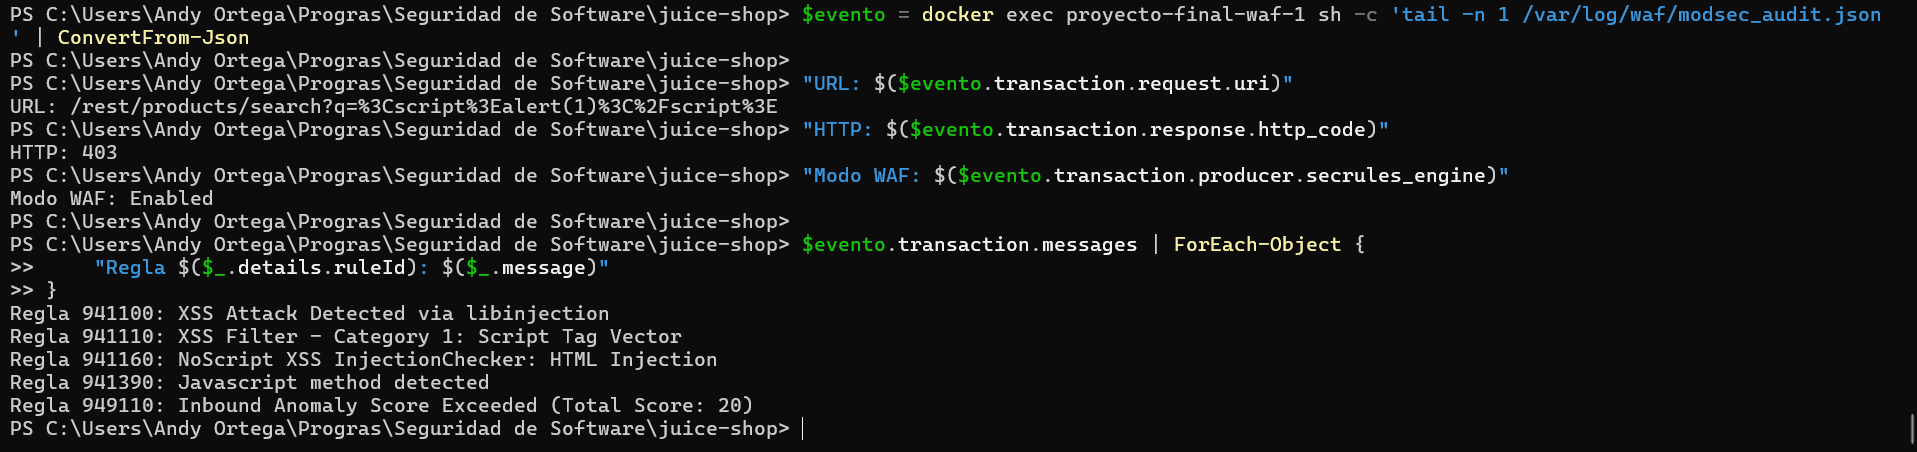 PS C:\Users\Andy Ortega\Progras\Seguridad de Software\juice-shop> $evento = docker exec proyecto-final-waf-1 sh -c 'tail -n 1 /var/log/waf/modsec_audit.json
' | ConvertFrom-Json
PS C:\Users\Andy Ortega\Progras\Seguridad de Software\juice-shop>
PS C:\Users\Andy Ortega\Progras\Seguridad de Software\juice-shop> "URL: $($evento.transaction.request.uri)"
URL: /rest/products/search?q=%3Cscript%3Ealert(1)%3C%2Fscript%3E
PS C:\Users\Andy Ortega\Progras\Seguridad de Software\juice-shop> "HTTP: $($evento.transaction.response.http_code)"
HTTP: 403
PS C:\Users\Andy Ortega\Progras\Seguridad de Software\juice-shop> "Modo WAF: $($evento.transaction.producer.secrules_engine)"
Modo WAF: Enabled
PS C:\Users\Andy Ortega\Progras\Seguridad de Software\juice-shop>
PS C:\Users\Andy Ortega\Progras\Seguridad de Software\juice-shop> $evento.transaction.messages | ForEach-Object {
>>     "Regla $($_.details.ruleId): $($_.message)"
>> }
Regla 941100: XSS Attack Detected via libinjection
Regla 941110: XSS Filter - Category 1: Script Tag Vector
Regla 941160: NoScript XSS InjectionChecker: HTML Injection
Regla 941390: Javascript method detected
Regla 949110: Inbound Anomaly Score Exceeded (Total Score: 20)
PS C:\Users\Andy Ortega\Progras\Seguridad de Software\juice-shop>